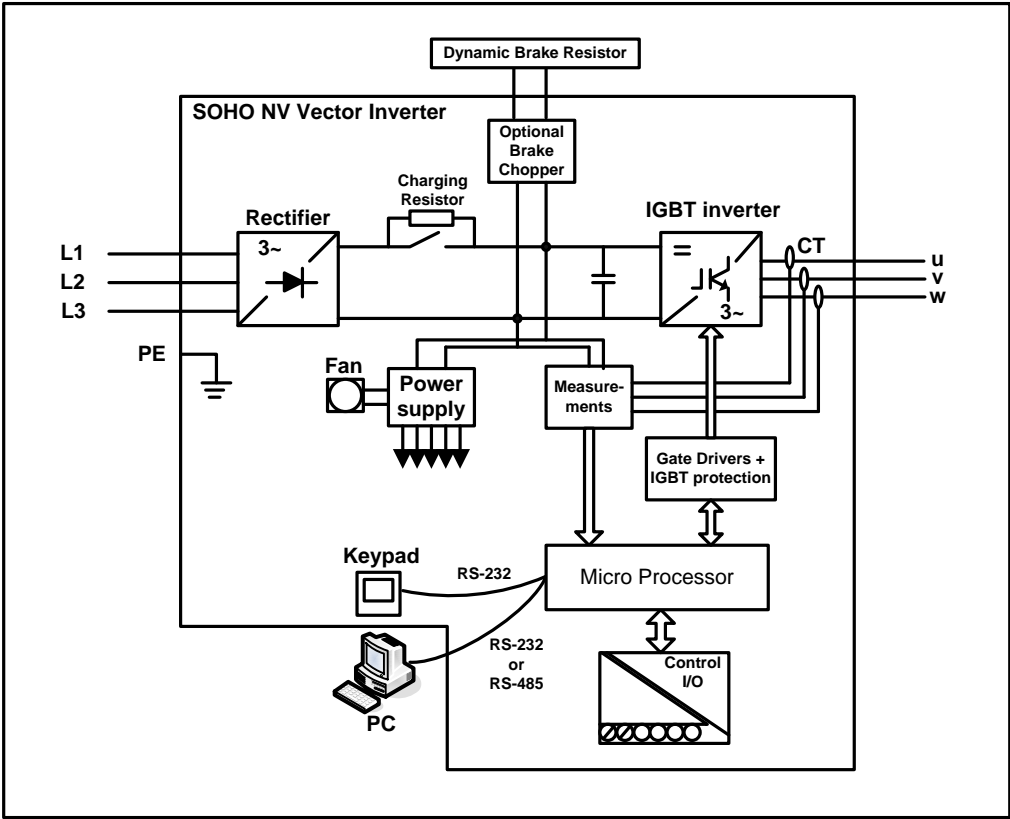 Dynamic Brake Resistor
SOHO NV Vector Inverter
Optional
Brake
Chopper
Charging
Resistor
Rectifier
IGBT inverter
3~
=
3~
CT
L1
L2
L3
u
v
w
PE
Fan
Power
supply
Measure-
ments
Gate Drivers +
IGBT protection
Keypad
RS-232
Micro Processor
RS-232
or
RS-485
PC
Control
I/O